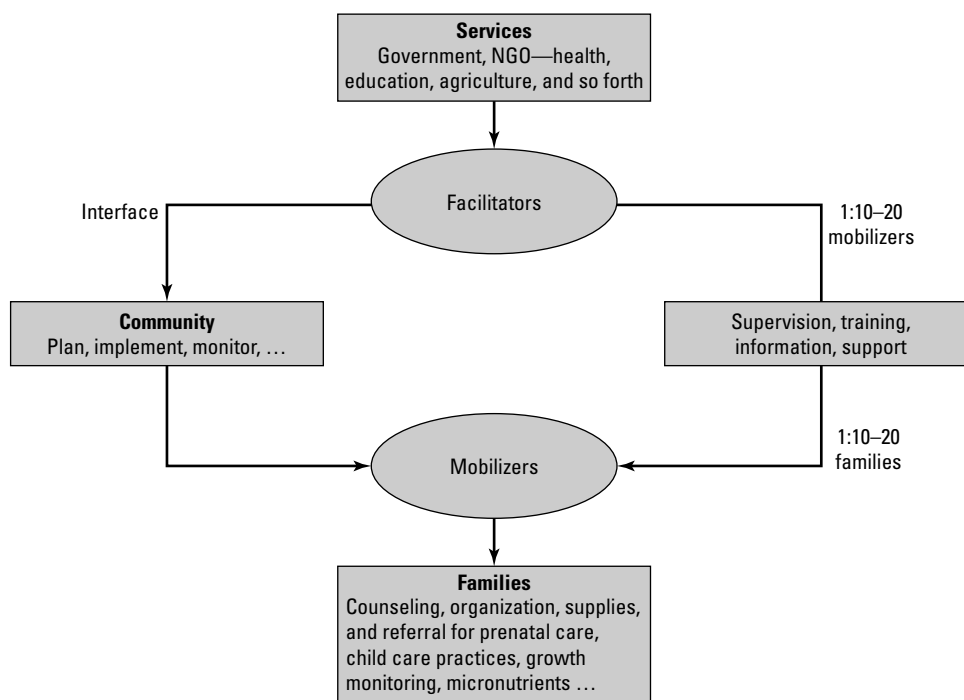 Services
Government, NGO—health,
education, agriculture, and so forth
Facilitators
Interface
1:10–20
mobilizers
Community
Plan, implement, monitor, …
Supervision, training,
information, support
Mobilizers
1:10–20
families
Families
Counseling, organization, supplies,
and referral for prenatal care,
child care practices, growth
monitoring, micronutrients …